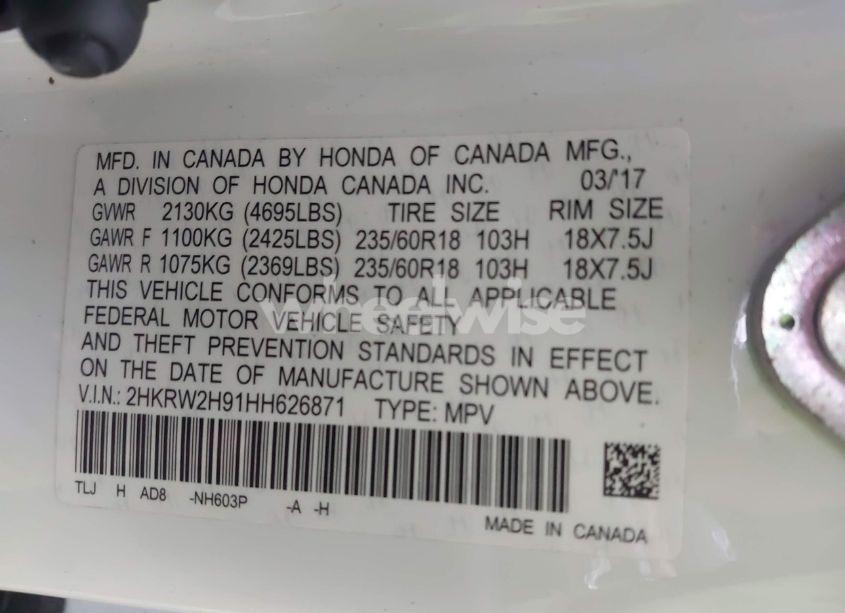 MFD. IN CANADA BY HONDA OF CANADA MFG.,
A DIVISION OF HONDA CANADA INC. 03/'17
GVWR 2130KG (4695LBS) TIRE SIZE RIM SIZE
GAWR F 1100KG (2425LBS) 235/60R18 103H 18X7.5J
GAWR R 1075KG (2369LBS) 235/60R18 103H 18X7.5J
THIS VEHICLE CONFORMS TO ALL APPLICABLE
FEDERAL MOTOR VEHICLE SAFETY
AND THEFT PREVENTION STANDARDS IN EFFECT
ON THE DATE OF MANUFACTURE SHOWN ABOVE.
V.I.N.: 2HKRW2H91HH626871 TYPE: MPV
TLJ H AD8 -NH603P -A -H
MADE IN CANADA
wheelwise